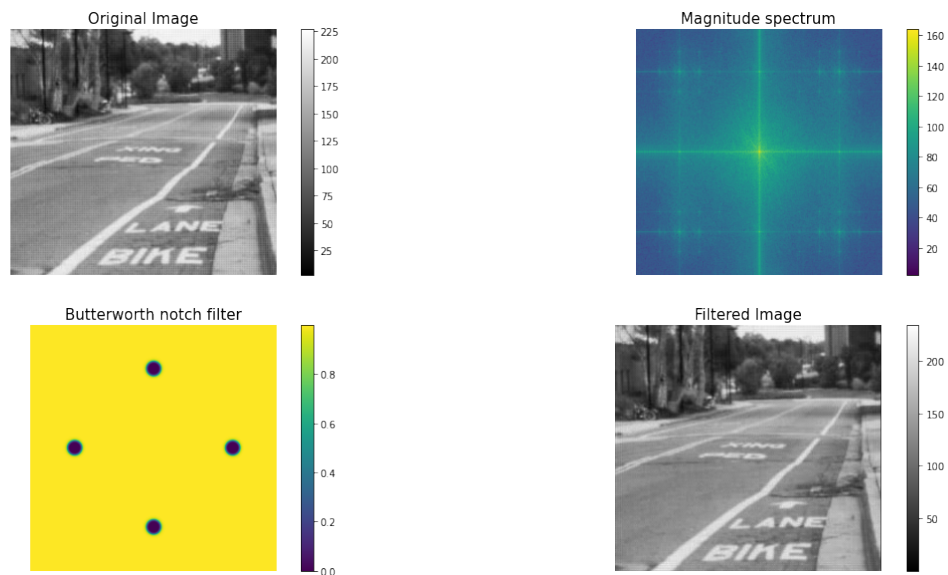 Original Image
225
200
175
150
125
100
75
50
25
XING
PED
LANE
BIKE
Magnitude spectrum
160
140
120
100
80
60
40
20
Butterworth notch filter
0.8
0.6
0.4
0.2
0.0
Filtered Image
200
150
100
50
XING
PED
LANE
BIKE